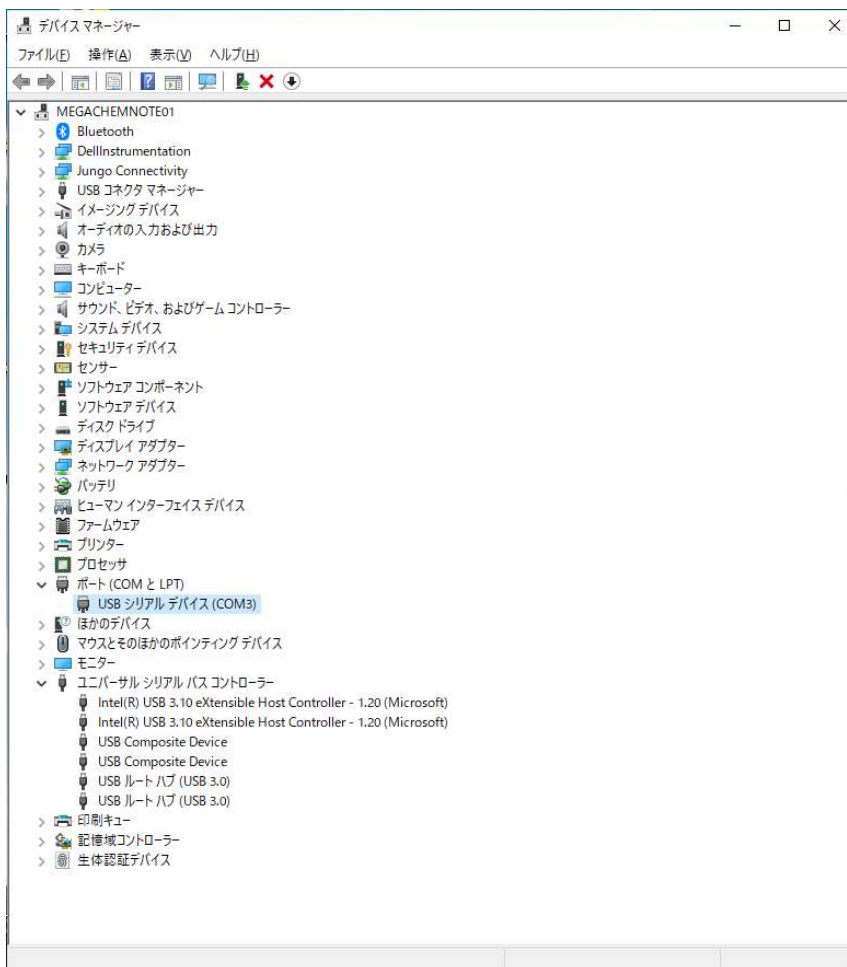 デバイス マネージャー
ファイル(F) 操作(A) 表示(V) ヘルプ(H)
MEGACHEMNOTE01
Bluetooth
DellInstrumentation
Jungo Connectivity
USB コネクタ マネージャー
イメージング デバイス
オーディオの入力および出力
カメラ
キーボード
コンピューター
サウンド、ビデオ、およびゲーム コントローラー
システム デバイス
セキュリティ デバイス
センサー
ソフトウェア コンポーネント
ソフトウェア デバイス
ディスク ドライブ
ディスプレイ アダプター
ネットワーク アダプター
バッテリ
ヒューマン インターフェイス デバイス
ファームウェア
プリンター
プロセッサ
ポート (COM と LPT)
USB シリアル デバイス (COM3)
ほかのデバイス
マウスとそのほかのポインティング デバイス
モニター
ユニバーサル シリアル バス コントローラー
Intel(R) USB 3.10 eXtensible Host Controller - 1.20 (Microsoft)
Intel(R) USB 3.10 eXtensible Host Controller - 1.20 (Microsoft)
USB Composite Device
USB Composite Device
USB ルート ハブ (USB 3.0)
USB ルート ハブ (USB 3.0)
印刷キュー
記憶域コントローラー
生体認証デバイス